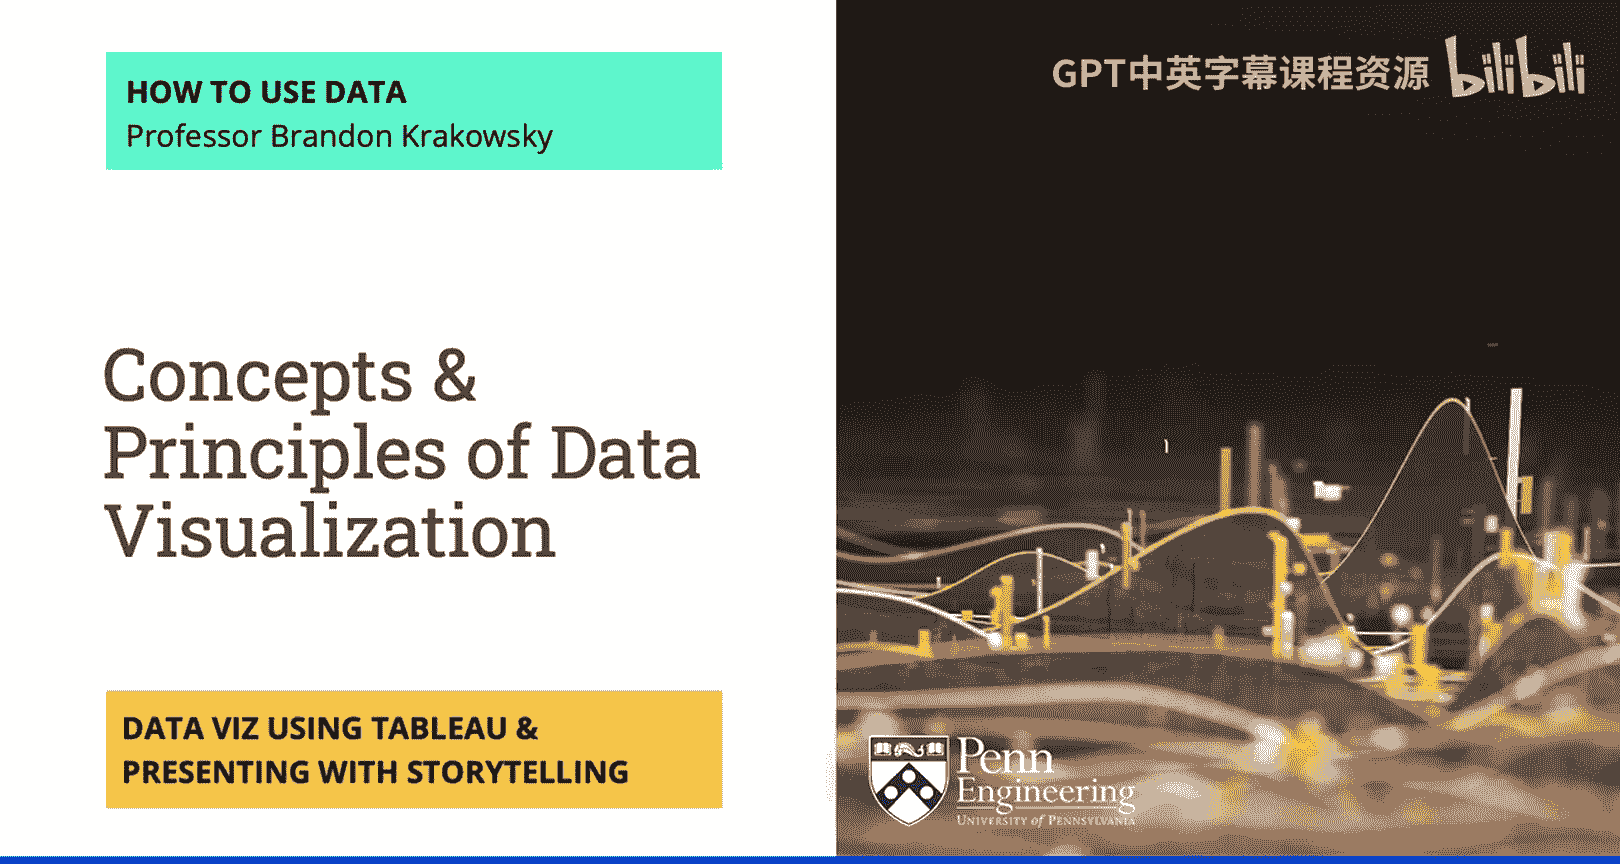 HOW TO USE DATA
Professor Brandon Krakowsky
GPT中英字幕课程资源 bilibili
Concepts &
Principles of Data
Visualization
DATA VIZ USING TABLEAU &
PRESENTING WITH STORYTELLING
Penn
Engineering
UNIVERSITY of PENNSYLVANIA